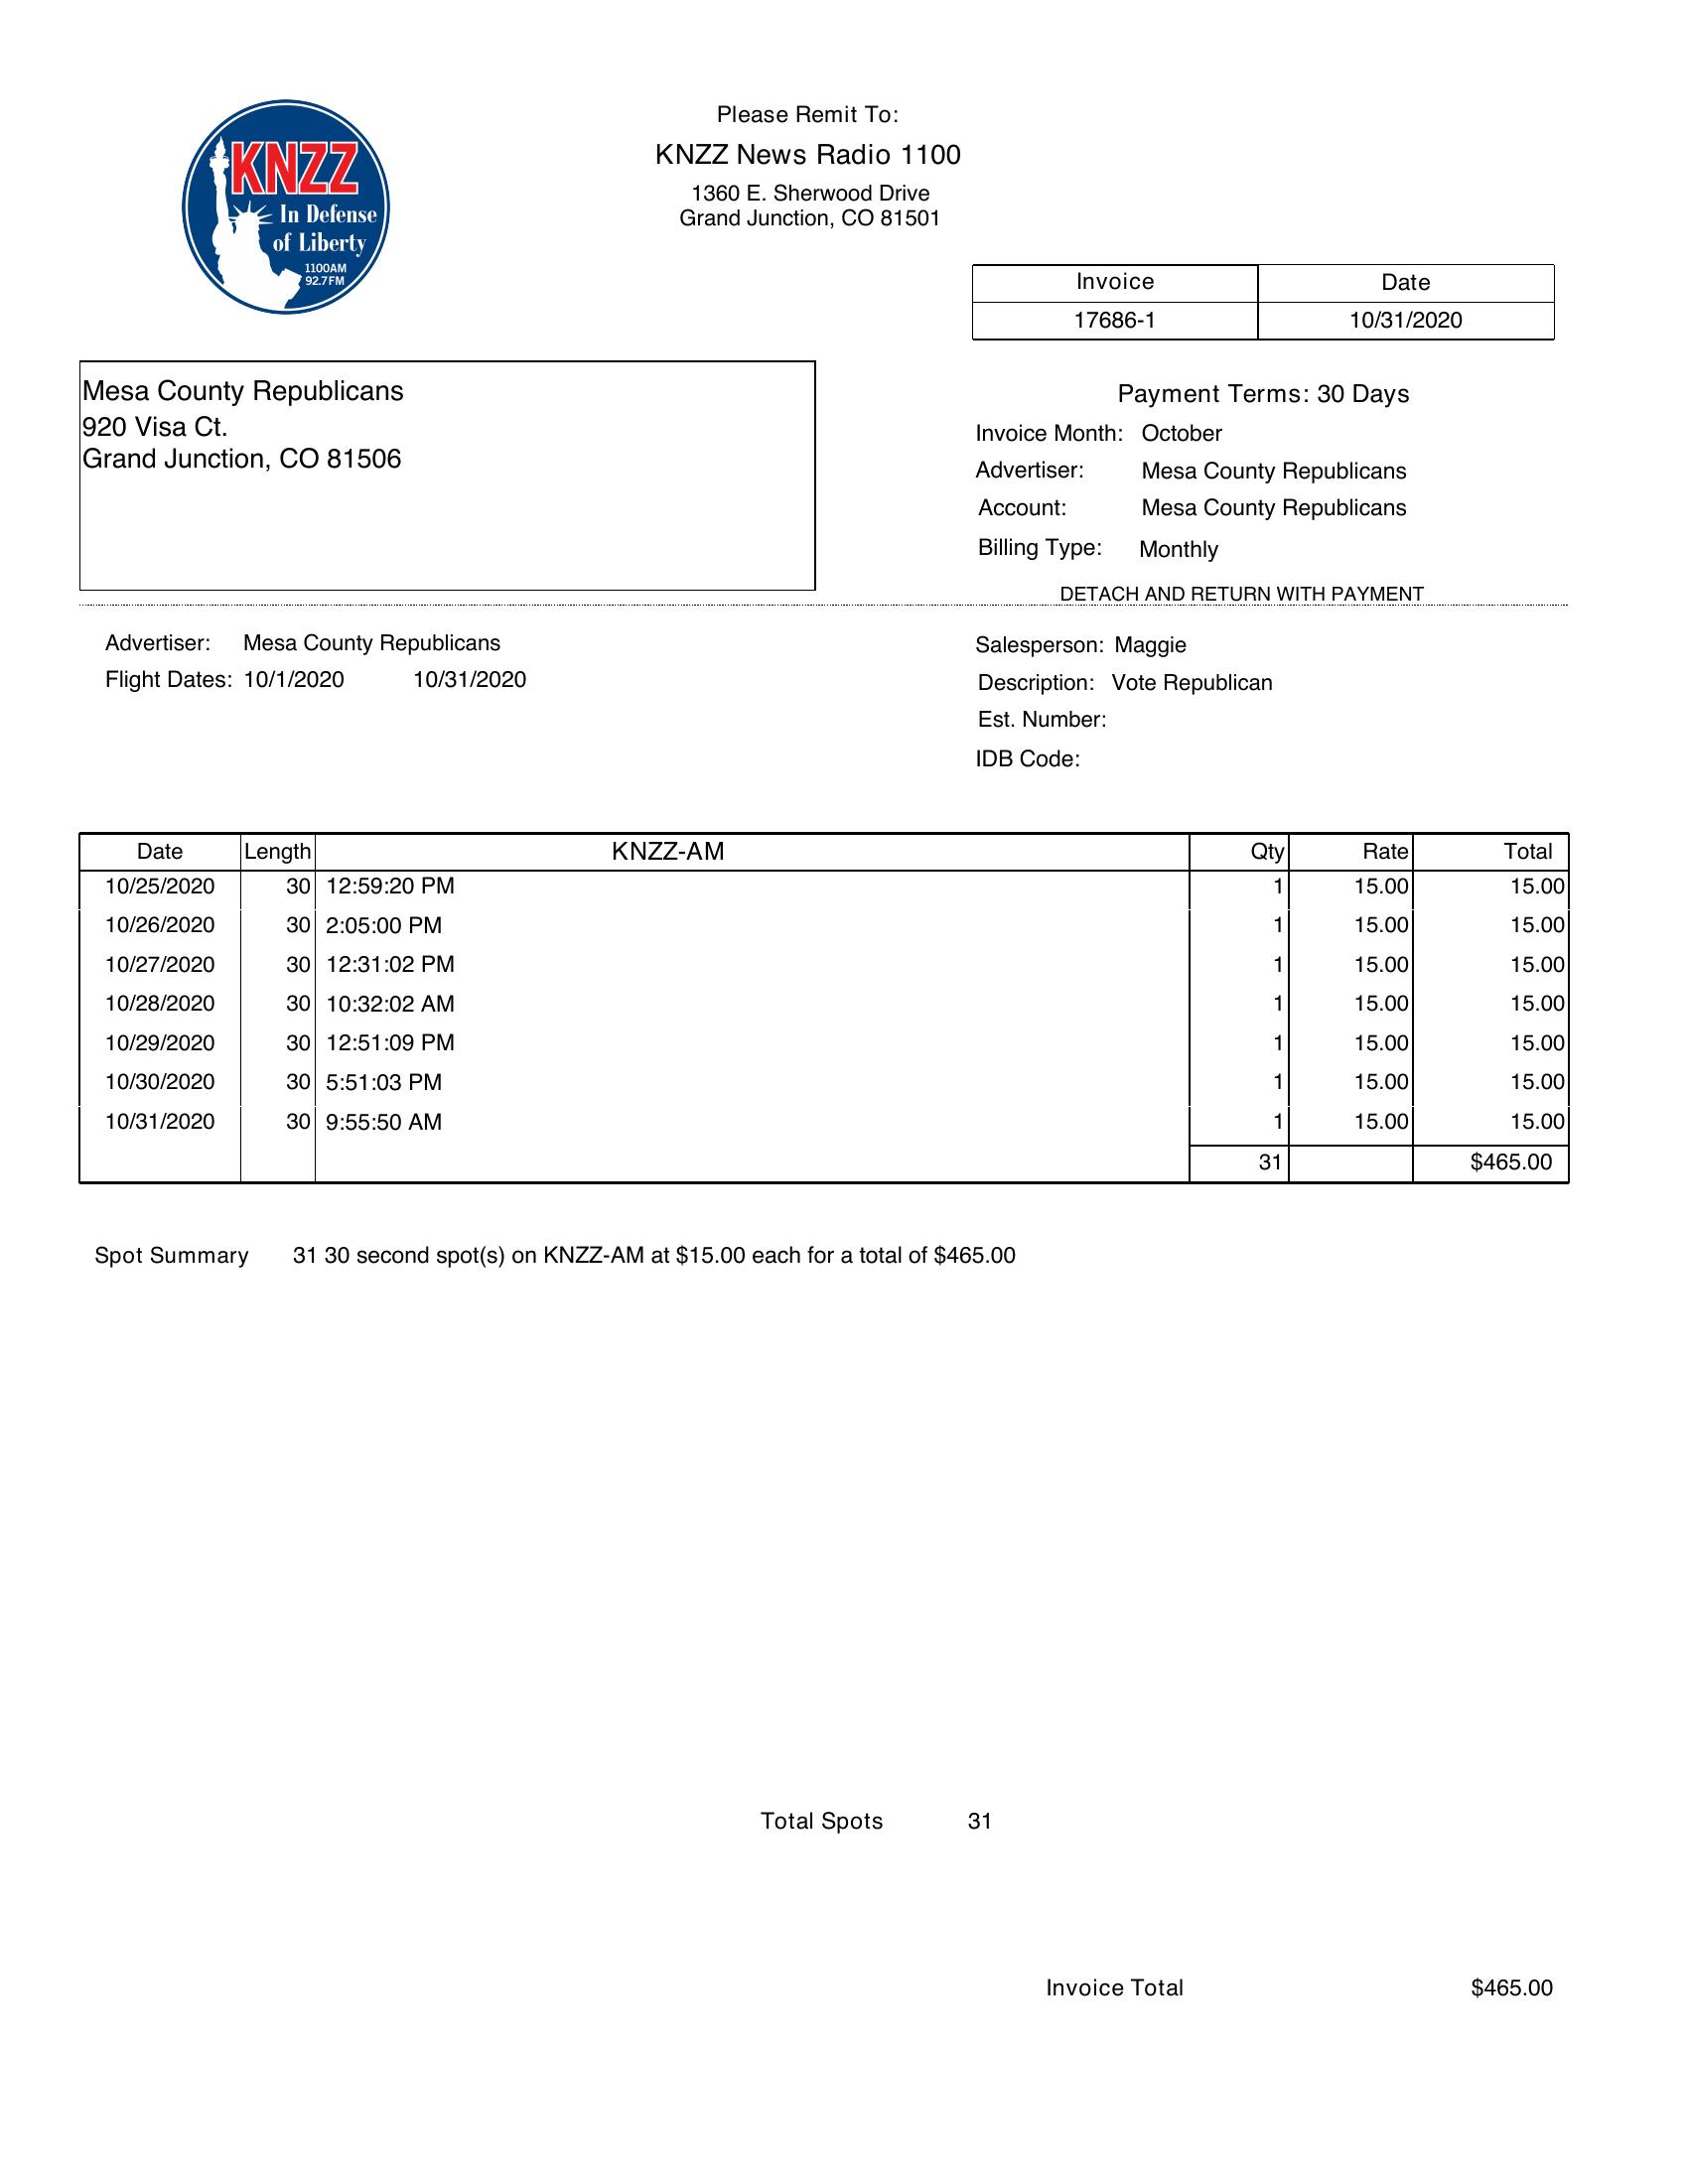 KNZZ
In Defense
of Liberty
1100AM
92.7FM
Please Remit To:
KNZZ News Radio 1100
1360 E. Sherwood Drive
Grand Junction, CO 81501
Invoice Date
17686-1 10/31/2020
Mesa County Republicans
920 Visa Ct.
Grand Junction, CO 81506
Payment Terms: 30 Days
Invoice Month: October
Advertiser: Mesa County Republicans
Account: Mesa County Republicans
Billing Type: Monthly
DETACH AND RETURN WITH PAYMENT
Advertiser: Mesa County Republicans
Flight Dates: 10/1/2020 10/31/2020
Salesperson: Maggie
Description: Vote Republican
Est. Number:
IDB Code:
Date Length KNZZ-AM Qty Rate Total
10/25/2020 30 12:59:20 PM 1 15.00 15.00
10/26/2020 30 2:05:00 PM 1 15.00 15.00
10/27/2020 30 12:31:02 PM 1 15.00 15.00
10/28/2020 30 10:32:02 AM 1 15.00 15.00
10/29/2020 30 12:51:09 PM 1 15.00 15.00
10/30/2020 30 5:51:03 PM 1 15.00 15.00
10/31/2020 30 9:55:50 AM 1 15.00 15.00
31 $465.00
Spot Summary 31 30 second spot(s) on KNZZ-AM at $15.00 each for a total of $465.00
Total Spots 31
Invoice Total $465.00